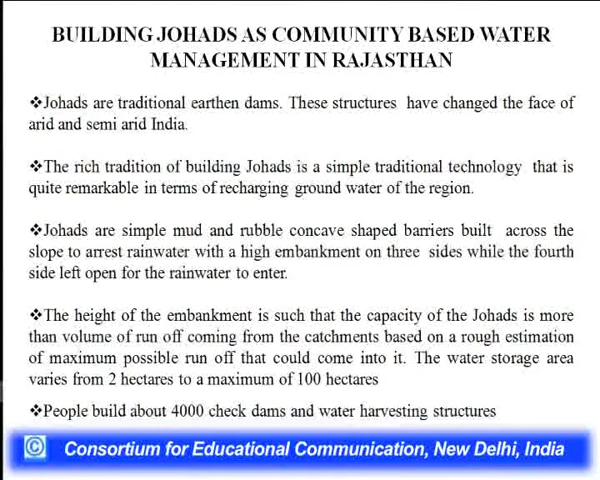 BUILDING JOHADS AS COMMUNITY BASED WATER
MANAGEMENT IN RAJASTHAN
❖Johads are traditional earthen dams. These structures have changed the face of
arid and semi arid India.
❖The rich tradition of building Johads is a simple traditional technology that is
quite remarkable in terms of recharging ground water of the region.
❖Johads are simple mud and rubble concave shaped barriers built across the
slope to arrest rainwater with a high embankment on three sides while the fourth
side left open for the rainwater to enter.
❖The height of the embankment is such that the capacity of the Johads is more
than volume of run off coming from the catchments based on a rough estimation
of maximum possible run off that could come into it. The water storage area
varies from 2 hectares to a maximum of 100 hectares
❖People build about 4000 check dams and water harvesting structures
© Consortium for Educational Communication, New Delhi, India